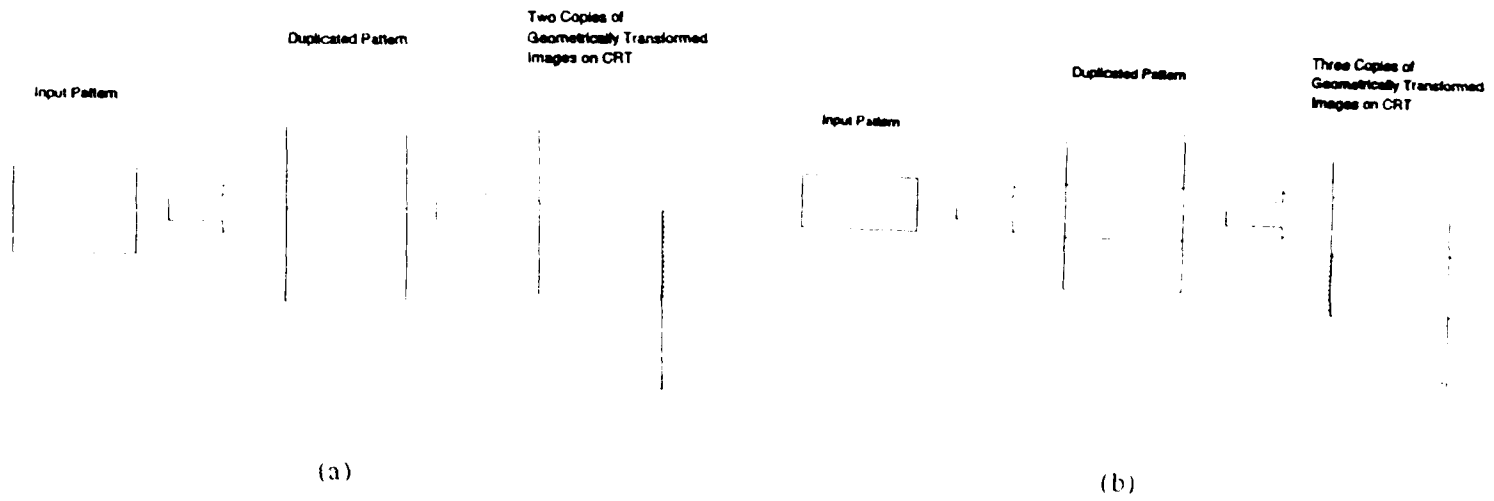 Input Pattern
Duplicated Pattern
Two Copies of
Geometrically Transformed
Images on CRT
(a)
Input Pattern
Duplicated Pattern
Three Copies of
Geometrically Transformed
Images on CRT
(b)